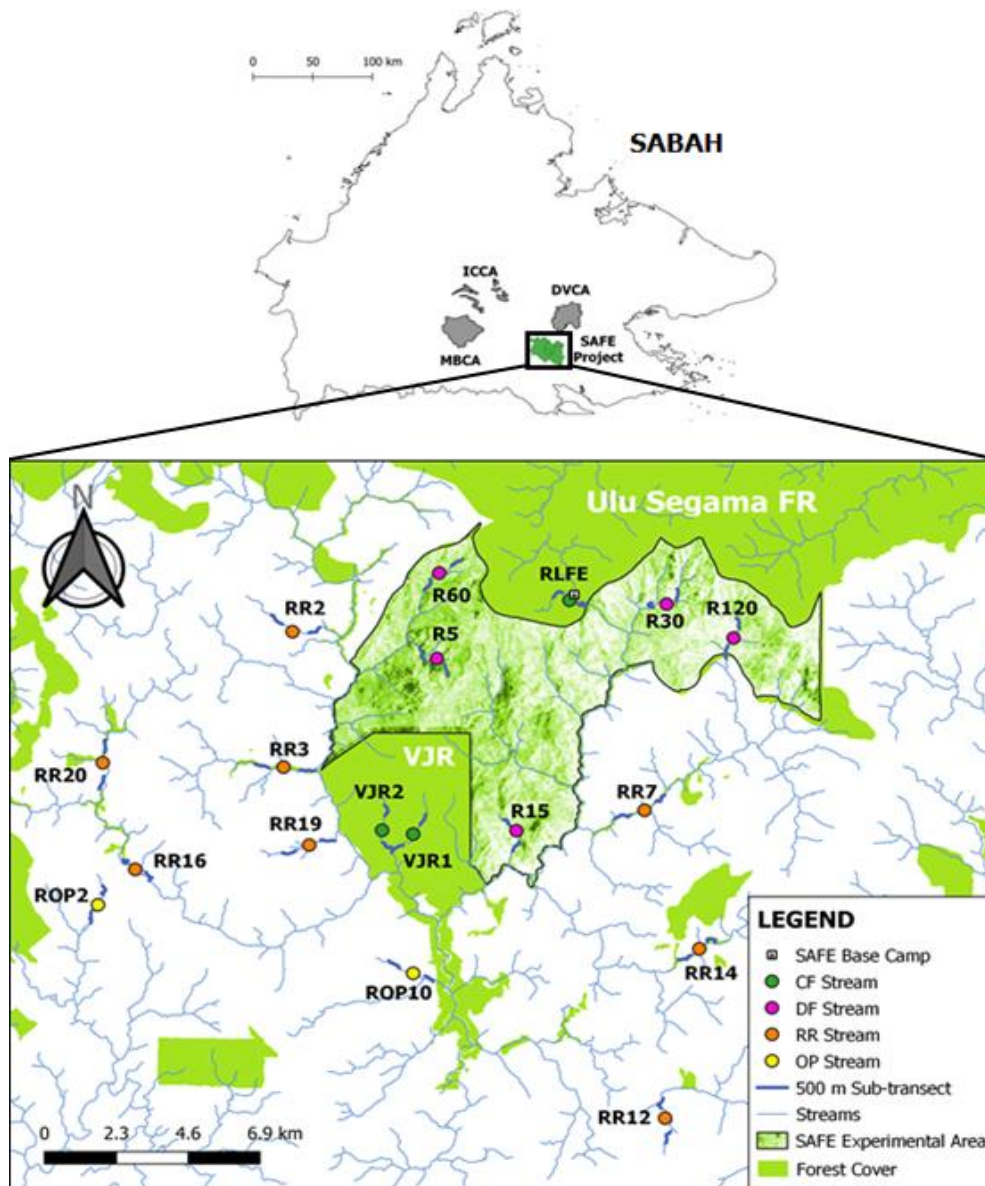 0 50 100 km
SABAH
ICCA
DVCA
MBCA
SAFE
Project
N
Ulu Segama FR
RLFE
R60
R30
R120
RR2
R5
RR3
VJR
RR20
VJR2
R15
RR7
RR19
VJR1
RR16
ROP2
RR14
ROP10
RR12
0 2.3 4.6 6.9 km
LEGEND
SAFE Base Camp
CF Stream
DF Stream
RR Stream
OP Stream
500 m Sub-transect
Streams
SAFE Experimental Area
Forest Cover